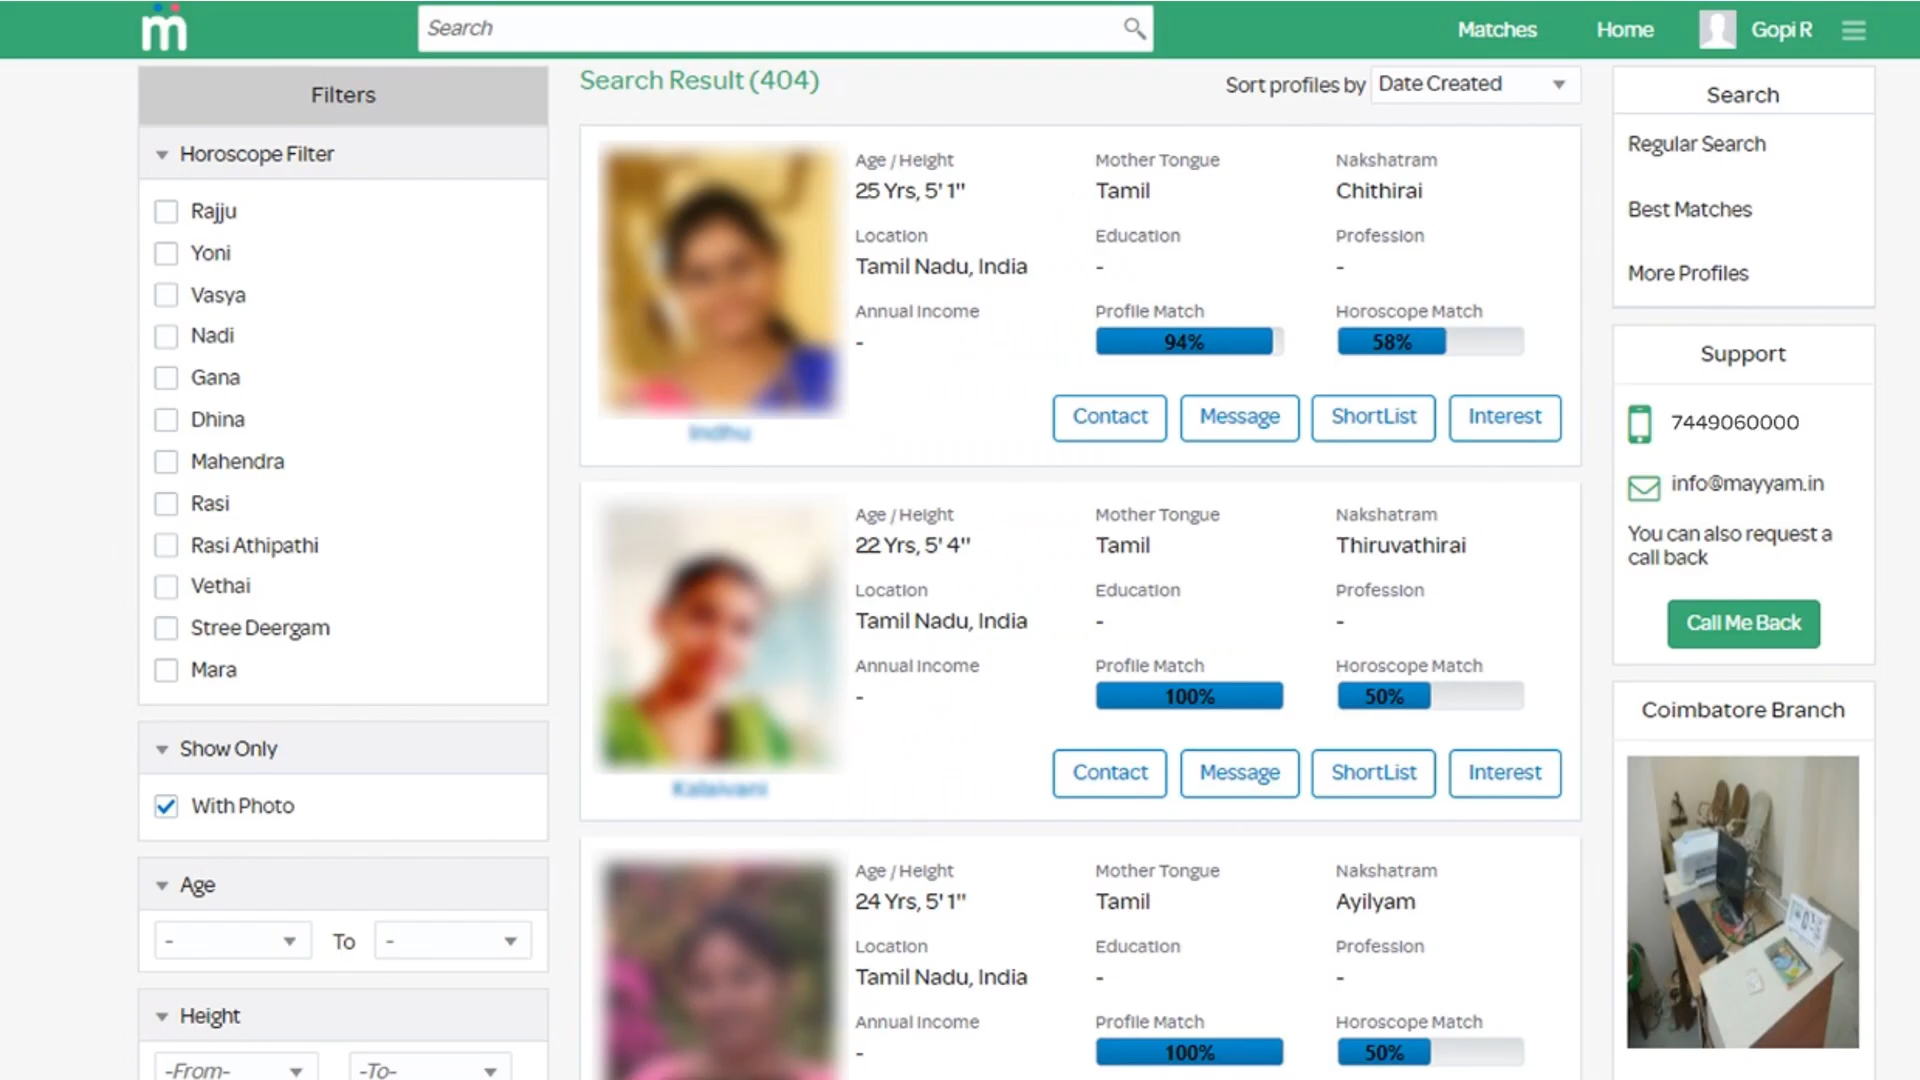 m
Search
Matches
Home
Gopi R
Filters
Horoscope Filter
Rajju
Yoni
Vasya
Nadi
Gana
Dhina
Mahendra
Rasi
Rasi Athipathi
Vethai
Stree Deergam
Mara
Show Only
With Photo
Age
- To -
Height
-From- -To-
Search Result (404)
Sort profiles by Date Created
Age / Height Mother Tongue Nakshatram
25 Yrs, 5' 1'' Tamil Chithirai
Location Education Profession
Tamil Nadu, India - -
Annual Income Profile Match Horoscope Match
- 94% 58%
Indhu
Contact Message ShortList Interest
Age / Height Mother Tongue Nakshatram
22 Yrs, 5' 4'' Tamil Thiruvathirai
Location Education Profession
Tamil Nadu, India - -
Annual Income Profile Match Horoscope Match
- 100% 50%
Kalaivani
Contact Message ShortList Interest
Age / Height Mother Tongue Nakshatram
24 Yrs, 5' 1'' Tamil Ayilyam
Location Education Profession
Tamil Nadu, India - -
Annual Income Profile Match Horoscope Match
- 100% 50%
Search
Regular Search
Best Matches
More Profiles
Support
7449060000
info@mayyam.in
You can also request a
call back
Call Me Back
Coimbatore Branch